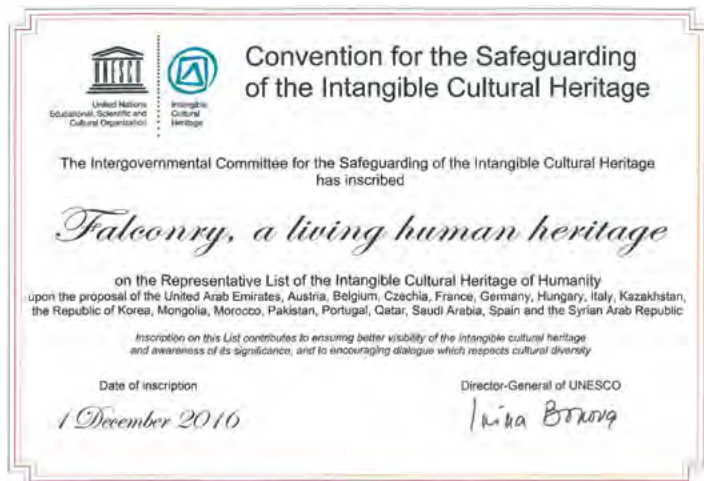 Convention for the Safeguarding
of the Intangible Cultural Heritage
UNESCO
United Nations
Educational, Scientific and
Cultural Organization
Intangible
Cultural
Heritage
The Intergovernmental Committee for the Safeguarding of the Intangible Cultural Heritage
has inscribed
Falconry, a living human heritage
on the Representative List of the Intangible Cultural Heritage of Humanity
upon the proposal of the United Arab Emirates, Austria, Belgium, Czechia, France, Germany, Hungary, Italy, Kazakhstan,
the Republic of Korea, Mongolia, Morocco, Pakistan, Portugal, Qatar, Saudi Arabia, Spain and the Syrian Arab Republic
Inscription on this List contributes to ensuring better visibility of the intangible cultural heritage
and awareness of its significance, and to encouraging dialogue which respects cultural diversity
Date of inscription
1 December 2016
Director-General of UNESCO
Irina Bokova